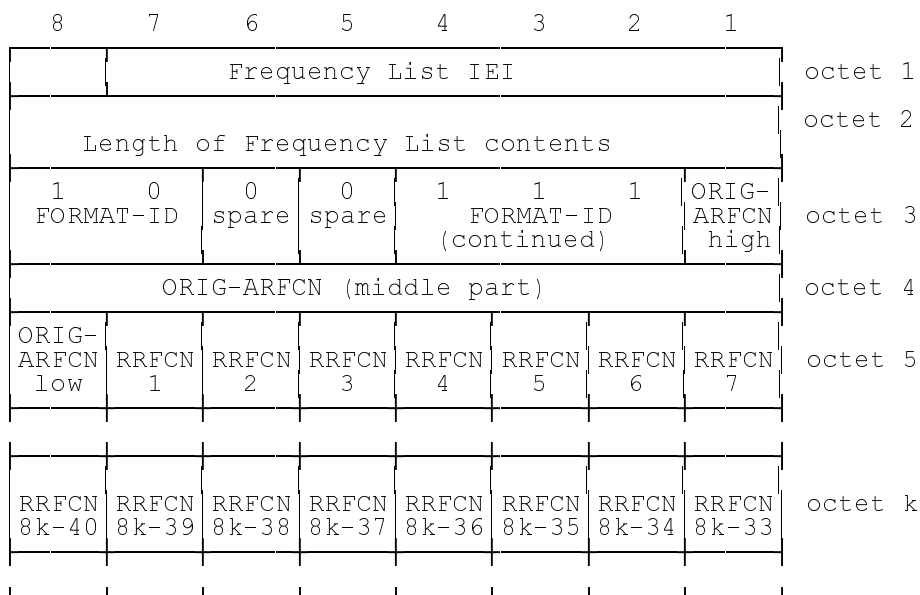 8 7 6 5 4 3 2 1
Frequency List IEI octet 1
octet 2
Length of Frequency List contents
1 0 0 0 1 1 1 ORIG-
FORMAT-ID spare spare FORMAT-ID ARFCN octet 3
(continued) high
ORIG-ARFCN (middle part) octet 4
ORIG-
ARFCN RRFCN RRFCN RRFCN RRFCN RRFCN RRFCN RRFCN octet 5
low 1 2 3 4 5 6 7
RRFCN RRFCN RRFCN RRFCN RRFCN RRFCN RRFCN RRFCN octet k
8k-40 8k-39 8k-38 8k-37 8k-36 8k-35 8k-34 8k-33